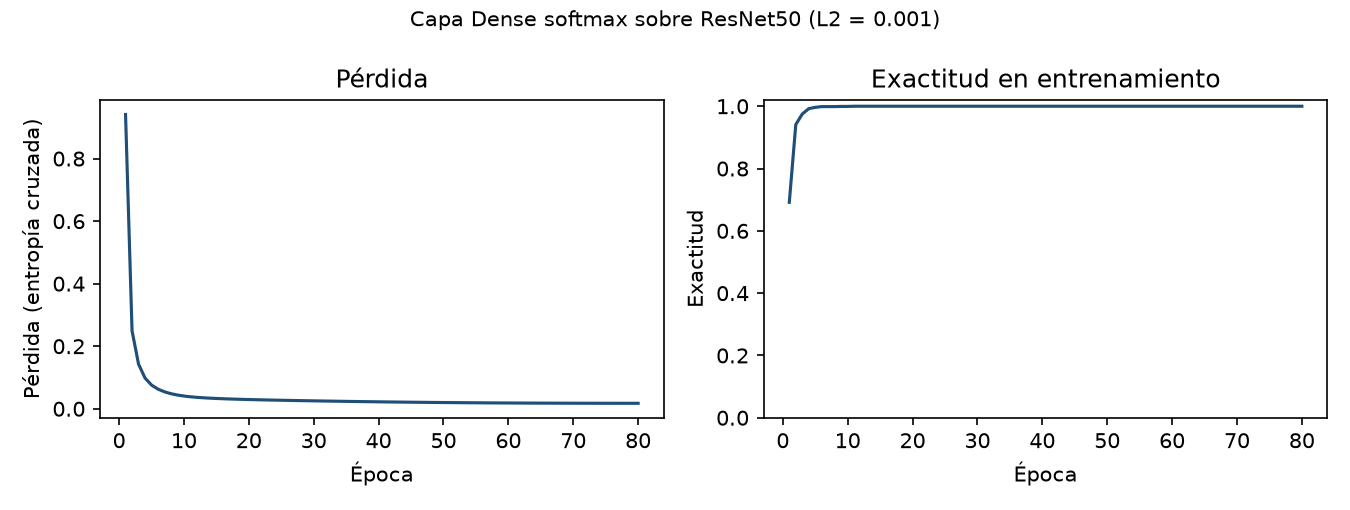 Capa Dense softmax sobre ResNet50 (L2 = 0.001)
Pérdida
Pérdida (entropía cruzada)
0.8
0.6
0.4
0.2
0.0
0 10 20 30 40 50 60 70 80
Época
Exactitud en entrenamiento
Exactitud
1.0
0.8
0.6
0.4
0.2
0.0
0 10 20 30 40 50 60 70 80
Época